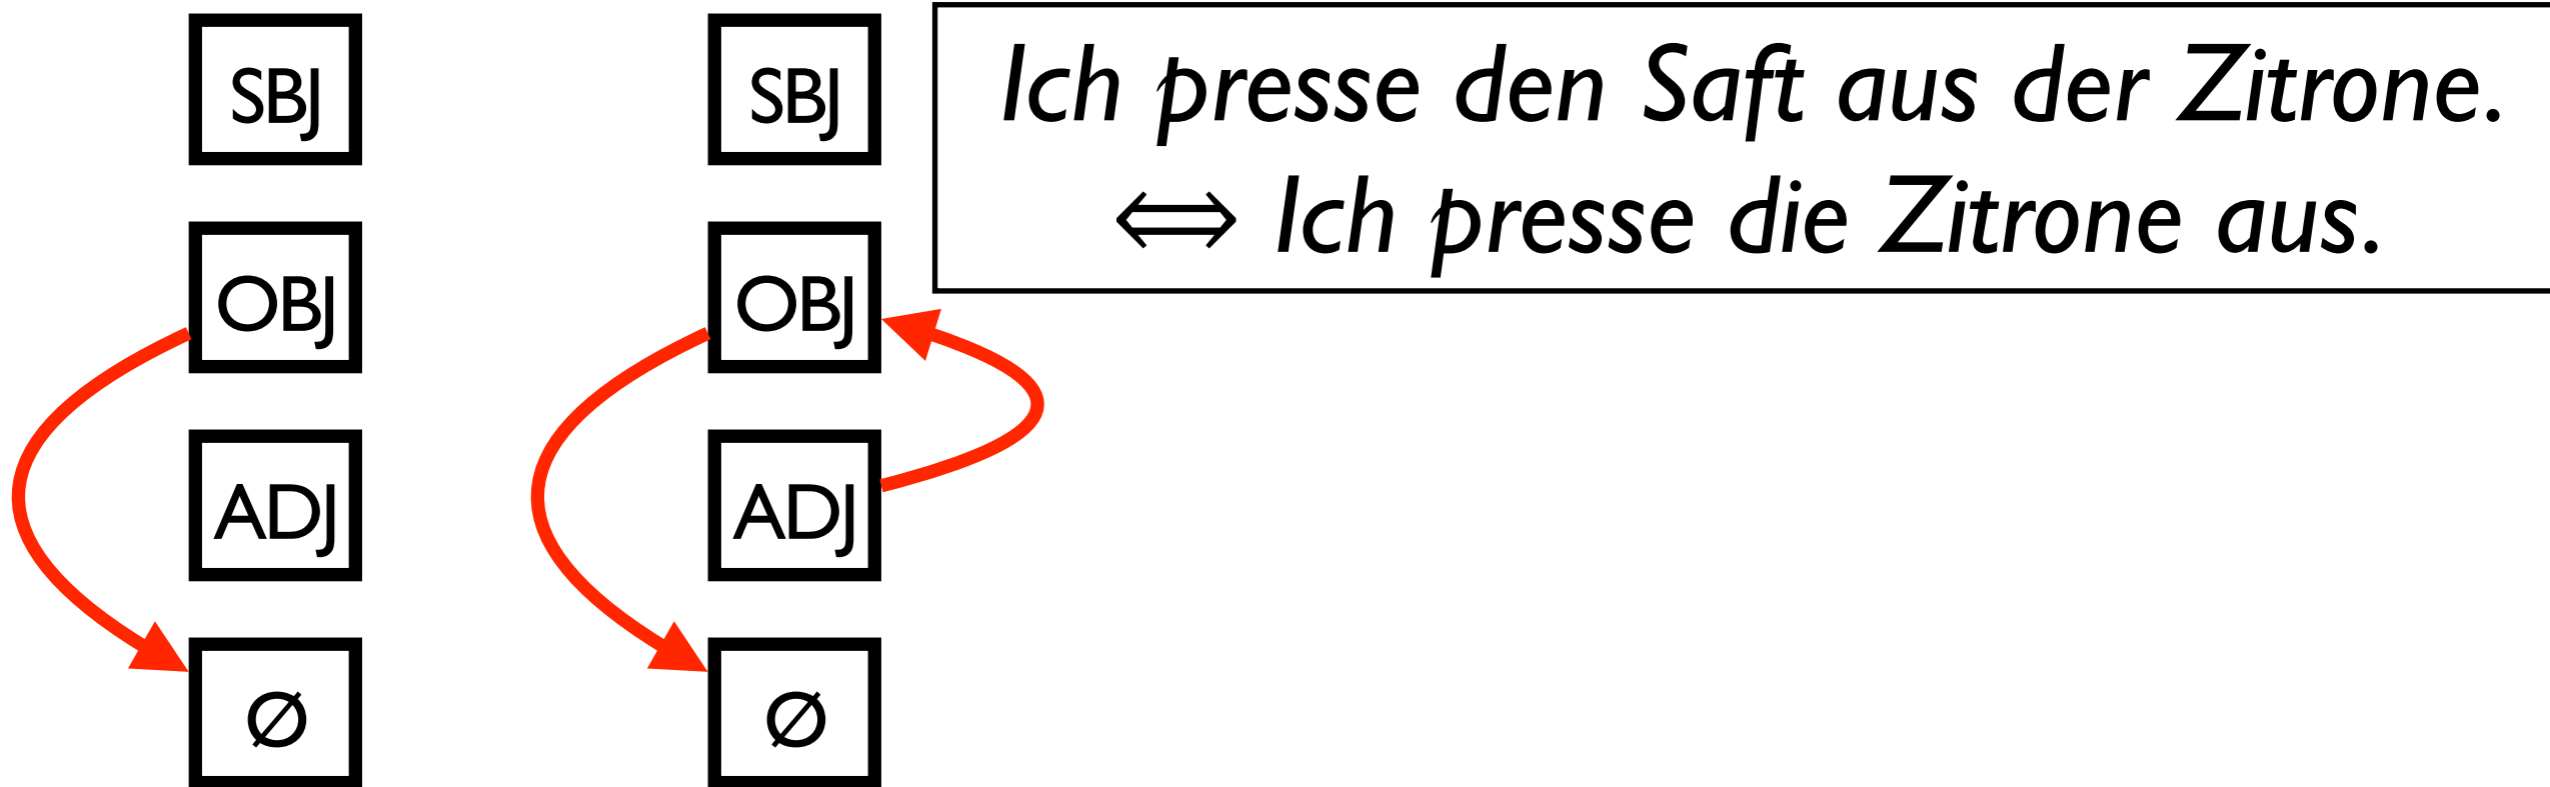 SBJ
OBJ
ADJ
Ø
SBJ
OBJ
ADJ
Ø
Ich presse den Saft aus der Zitrone.
⟺ Ich presse die Zitrone aus.